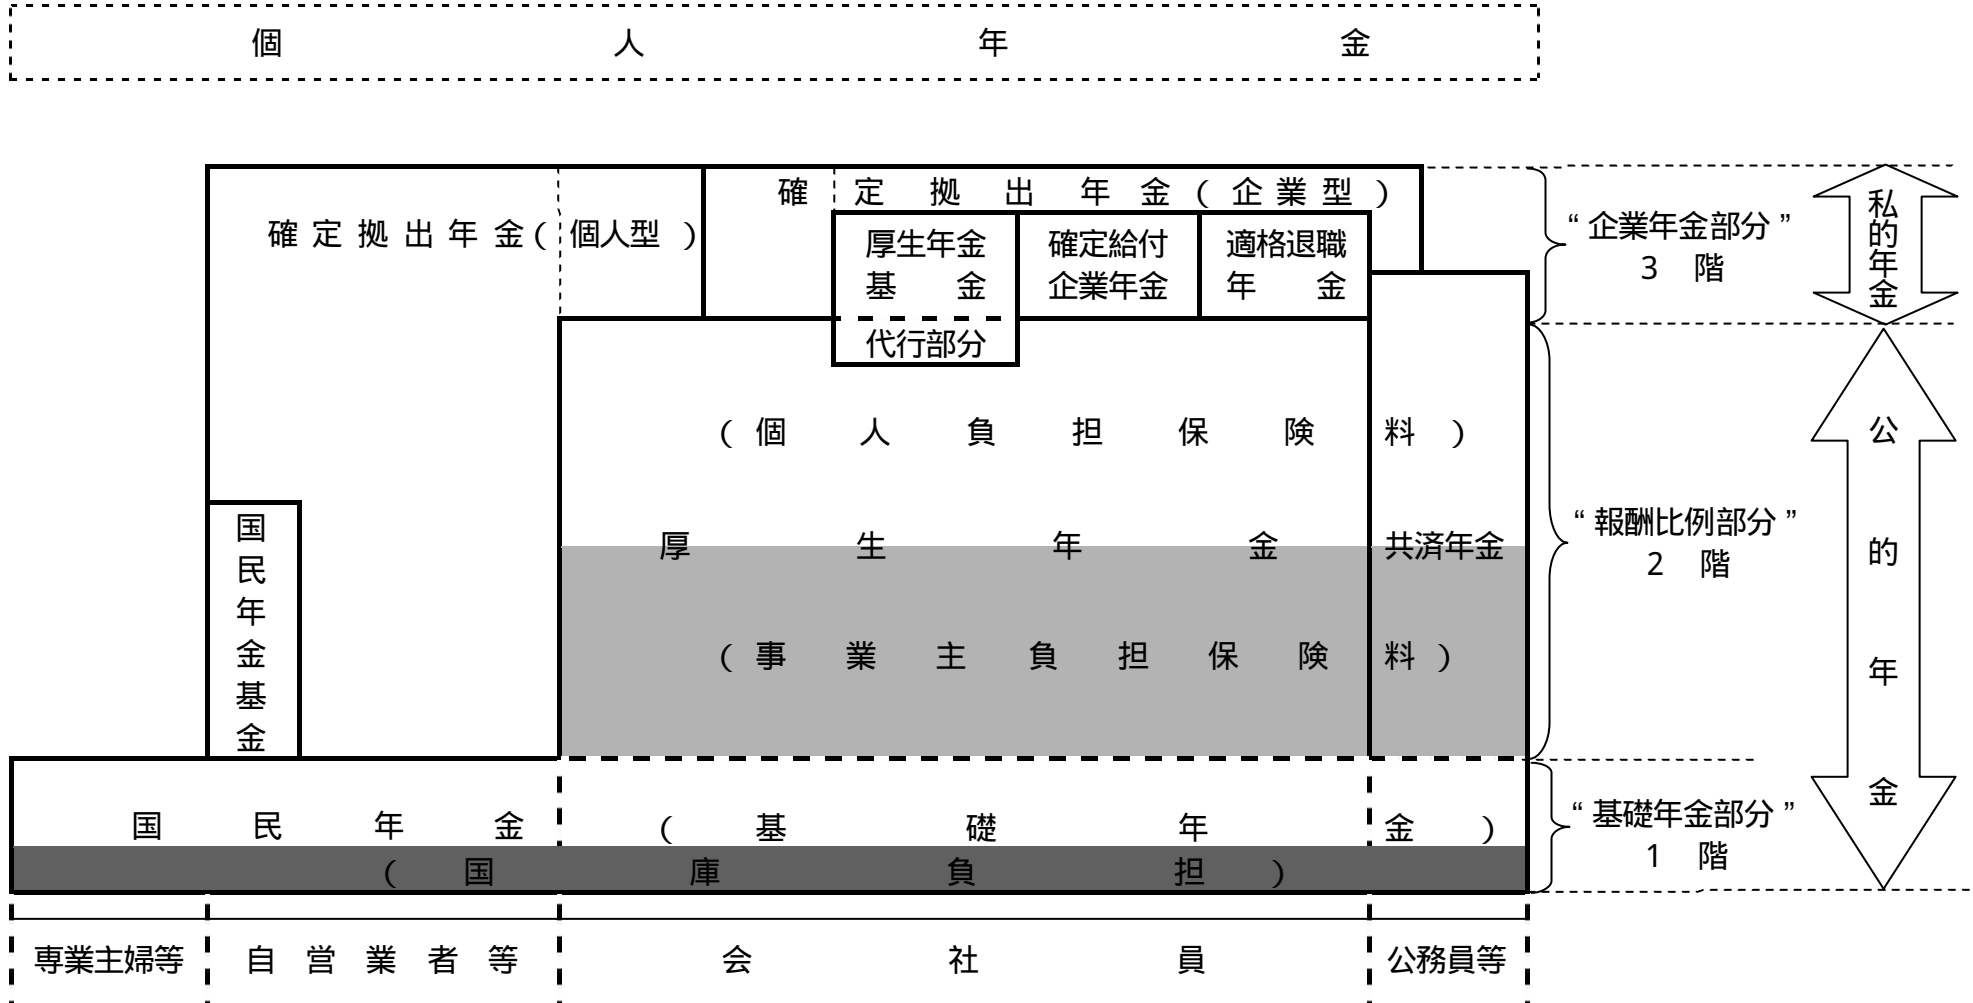 個人年金
確定拠出年金(企業型)
確定拠出年金(個人型)
厚生年金
基金
確定給付
企業年金
適格退職
年金
代行部分
“企業年金部分”
3階
私的年金
(個人負担保険料)
厚生年金
共済年金
(事業主負担保険料)
国民年金基金
“報酬比例部分”
2階
公的年金
国民年金(基礎年金)
(国庫負担)
“基礎年金部分”
1階
専業主婦等
自営業者等
会社員
公務員等